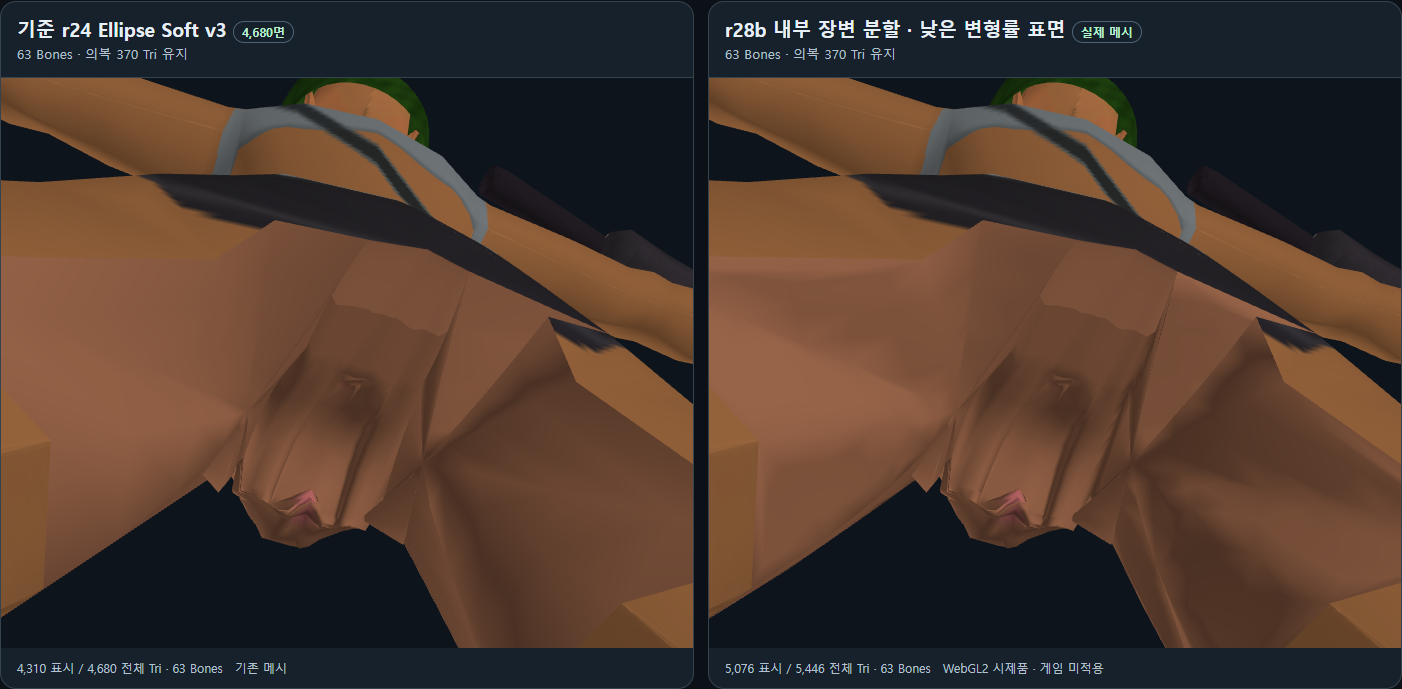 기준 r24 Ellipse Soft v3 4,680면
63 Bones · 의복 370 Tri 유지
r28b 내부 장변 분할 · 낮은 변형률 표면 실제 메시
63 Bones · 의복 370 Tri 유지
4,310 표시 / 4,680 전체 Tri · 63 Bones 기존 메시
5,076 표시 / 5,446 전체 Tri · 63 Bones WebGL2 시제품 · 게임 미적용